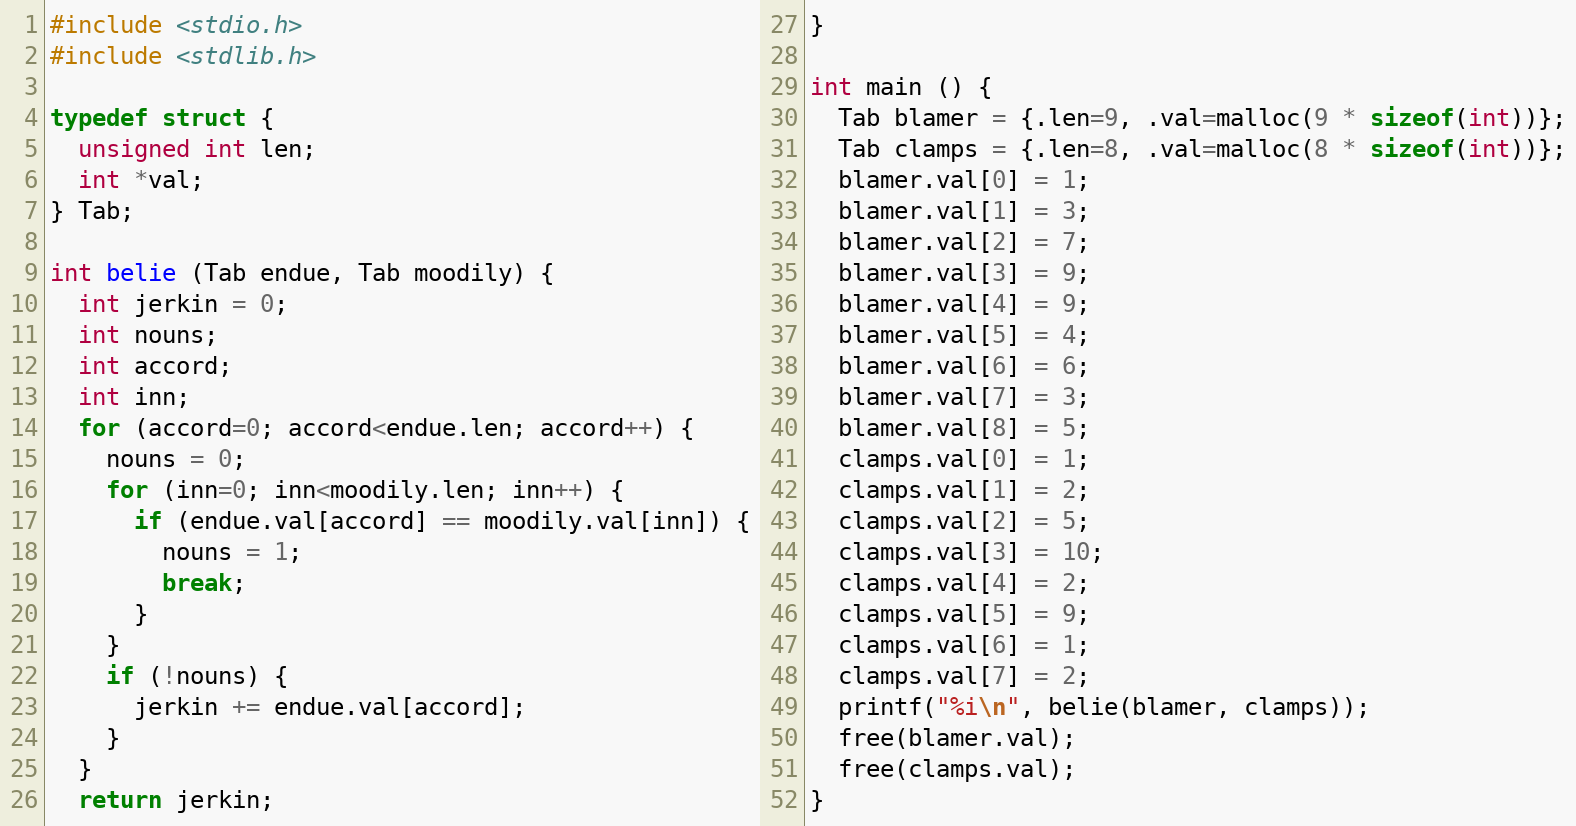 1 #include <stdio.h>
2 #include <stdlib.h>
3
4 typedef struct {
5   unsigned int len;
6   int *val;
7 } Tab;
8
9 int belie (Tab endue, Tab moodily) {
10   int jerkin = 0;
11   int nouns;
12   int accord;
13   int inn;
14   for (accord=0; accord<endue.len; accord++) {
15     nouns = 0;
16     for (inn=0; inn<moodily.len; inn++) {
17       if (endue.val[accord] == moodily.val[inn]) {
18         nouns = 1;
19         break;
20       }
21     }
22     if (!nouns) {
23       jerkin += endue.val[accord];
24     }
25   }
26   return jerkin;
27 }
28
29 int main () {
30   Tab blamer = {.len=9, .val=malloc(9 * sizeof(int))};
31   Tab clamps = {.len=8, .val=malloc(8 * sizeof(int))};
32   blamer.val[0] = 1;
33   blamer.val[1] = 3;
34   blamer.val[2] = 7;
35   blamer.val[3] = 9;
36   blamer.val[4] = 9;
37   blamer.val[5] = 4;
38   blamer.val[6] = 6;
39   blamer.val[7] = 3;
40   blamer.val[8] = 5;
41   clamps.val[0] = 1;
42   clamps.val[1] = 2;
43   clamps.val[2] = 5;
44   clamps.val[3] = 10;
45   clamps.val[4] = 2;
46   clamps.val[5] = 9;
47   clamps.val[6] = 1;
48   clamps.val[7] = 2;
49   printf("%i\n", belie(blamer, clamps));
50   free(blamer.val);
51   free(clamps.val);
52 }